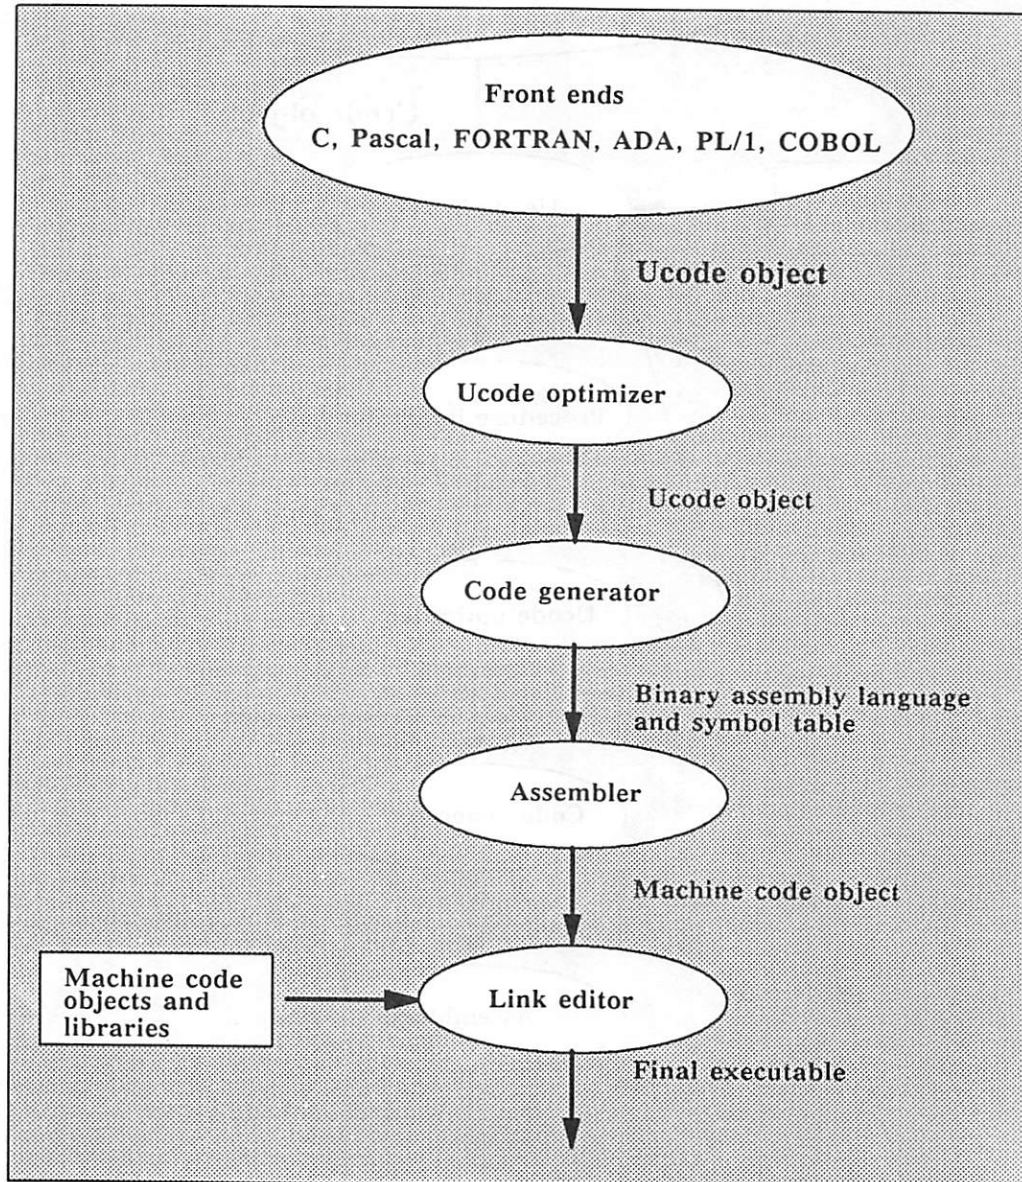 Front ends
C, Pascal, FORTRAN, ADA, PL/1, COBOL
Ucode object
Ucode optimizer
Ucode object
Code generator
Binary assembly language
and symbol table
Assembler
Machine code object
Machine code
objects and
libraries
Link editor
Final executable